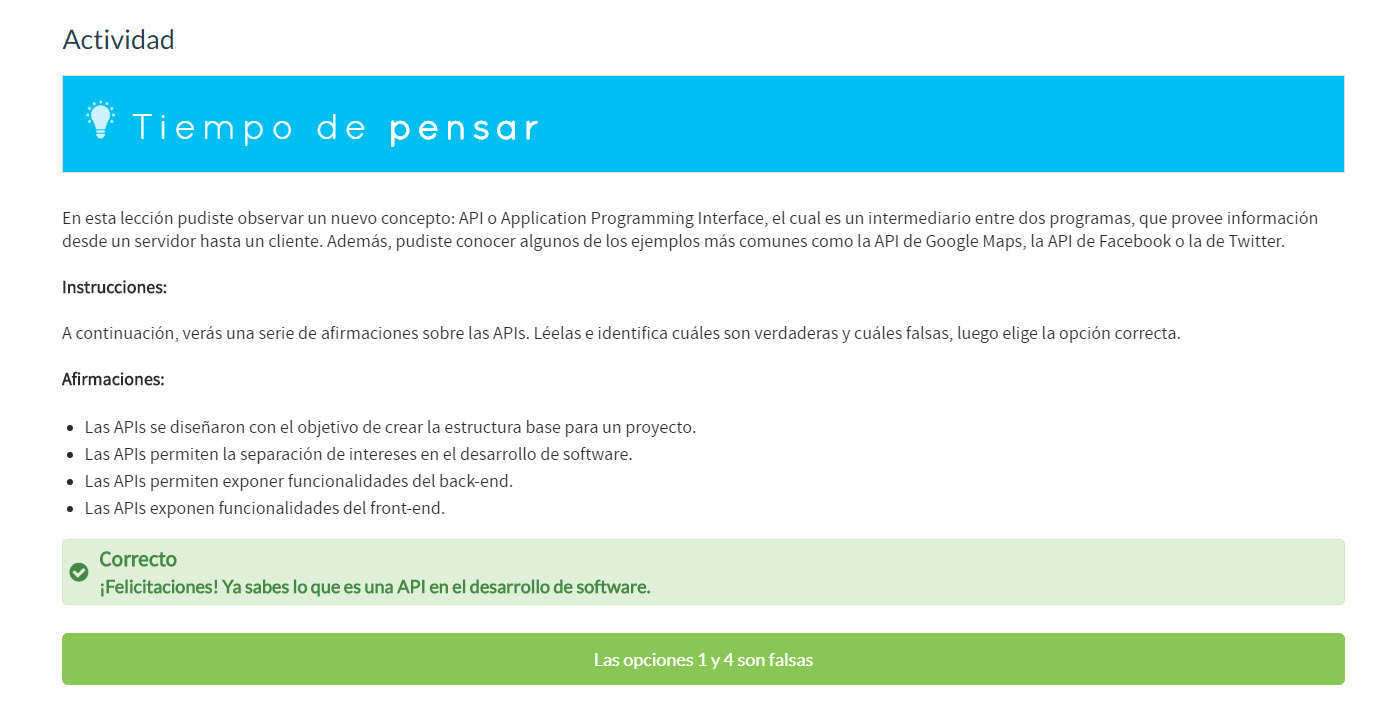 Actividad
Tiempo de pensar
En esta lección pudiste observar un nuevo concepto: API o Application Programming Interface, el cual es un intermediario entre dos programas, que provee información
desde un servidor hasta un cliente. Además, pudiste conocer algunos de los ejemplos más comunes como la API de Google Maps, la API de Facebook o la de Twitter.
Instrucciones:
A continuación, verás una serie de afirmaciones sobre las APIs. Léelas e identifica cuáles son verdaderas y cuáles falsas, luego elige la opción correcta.
Afirmaciones:
• Las APIs se diseñaron con el objetivo de crear la estructura base para un proyecto.
• Las APIs permiten la separación de intereses en el desarrollo de software.
• Las APIs permiten exponer funcionalidades del back-end.
• Las APIs exponen funcionalidades del front-end.
Correcto
¡Felicitaciones! Ya sabes lo que es una API en el desarrollo de software.
Las opciones 1 y 4 son falsas